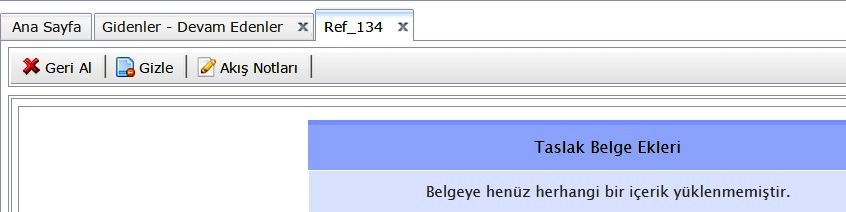 Ana Sayfa Gidenler - Devam Edenler x Ref_134 x
Geri Al Gizle Akış Notları
Taslak Belge Ekleri
Belgeye henüz herhangi bir içerik yüklenmemiştir.